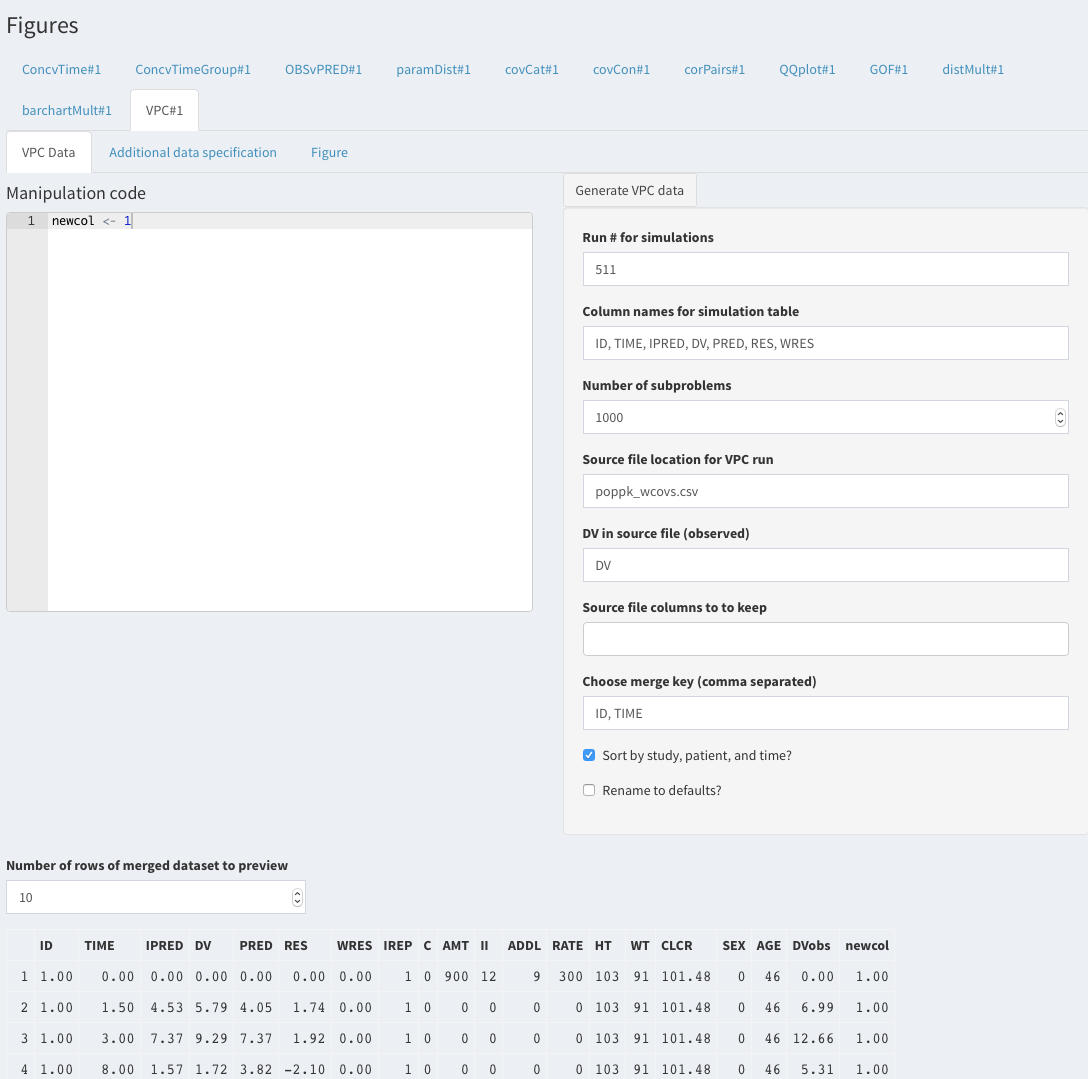 Figures
ConcvTime#1 ConcvTimeGroup#1 OBSvPRED#1 paramDist#1 covCat#1 covCon#1 corPairs#1 QQplot#1 GOF#1 distMult#1
barchartMult#1 VPC#1
VPC Data Additional data specification Figure
Manipulation code
1 newcol <- 1
Generate VPC data
Run # for simulations
511
Column names for simulation table
ID, TIME, IPRED, DV, PRED, RES, WRES
Number of subproblems
1000
Source file location for VPC run
poppk_wcovs.csv
DV in source file (observed)
DV
Source file columns to to keep
Choose merge key (comma separated)
ID, TIME
Sort by study, patient, and time?
Rename to defaults?
Number of rows of merged dataset to preview
10
ID TIME IPRED DV PRED RES WRES IREP C AMT II ADDL RATE HT WT CLCR SEX AGE DVobs newcol
1 1.00 0.00 0.00 0.00 0.00 0.00 0.00 1 0 900 12 9 300 103 91 101.48 0 46 0.00 1.00
2 1.00 1.50 4.53 5.79 4.05 1.74 0.00 1 0 0 0 0 0 103 91 101.48 0 46 6.99 1.00
3 1.00 3.00 7.37 9.29 7.37 1.92 0.00 1 0 0 0 0 0 103 91 101.48 0 46 12.66 1.00
4 1.00 8.00 1.57 1.72 3.82 −2.10 0.00 1 0 0 0 0 0 103 91 101.48 0 46 5.31 1.00